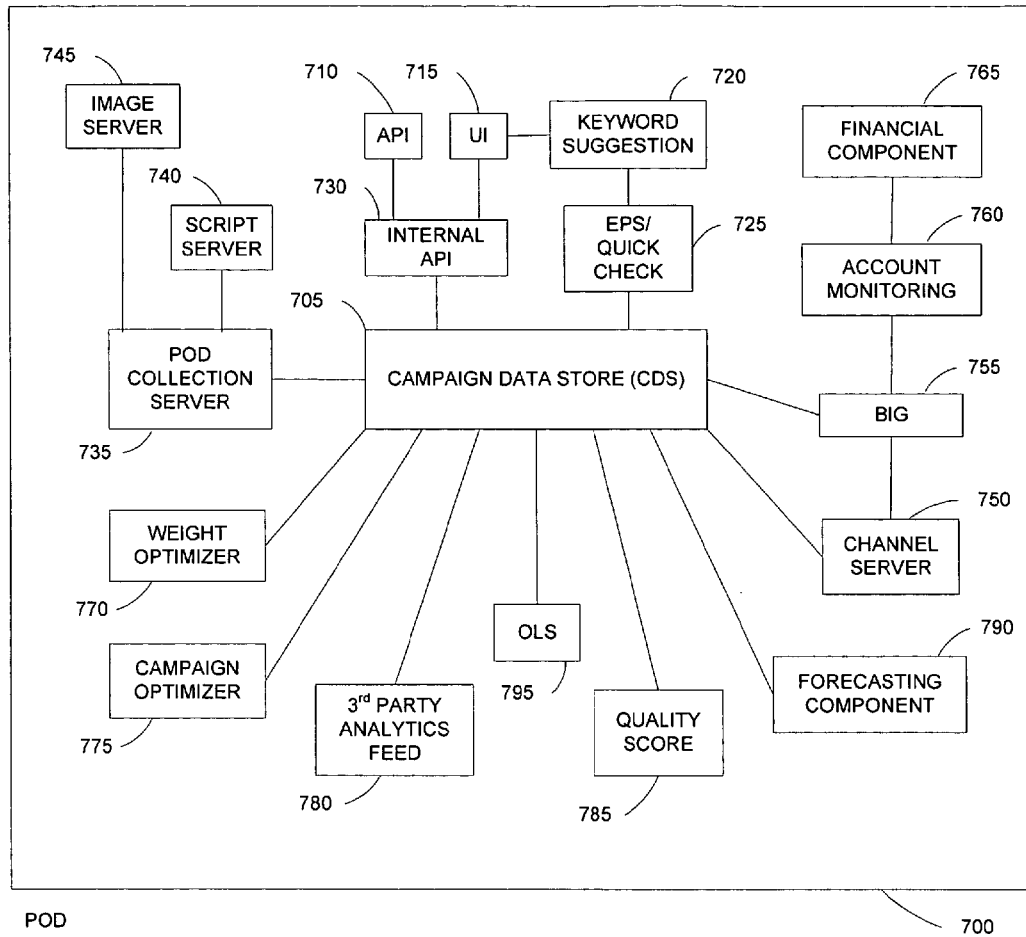 745
710
715
720
765
IMAGE
SERVER
API
UI
KEYWORD
SUGGESTION
FINANCIAL
COMPONENT
740
730
760
SCRIPT
SERVER
INTERNAL
API
EPS/
QUICK
CHECK
725
ACCOUNT
MONITORING
705
POD
COLLECTION
SERVER
CAMPAIGN DATA STORE (CDS)
755
BIG
735
750
WEIGHT
OPTIMIZER
CHANNEL
SERVER
770
OLS
790
CAMPAIGN
OPTIMIZER
795
FORECASTING
COMPONENT
775
3rd PARTY
ANALYTICS
FEED
QUALITY
SCORE
780
785
POD
700